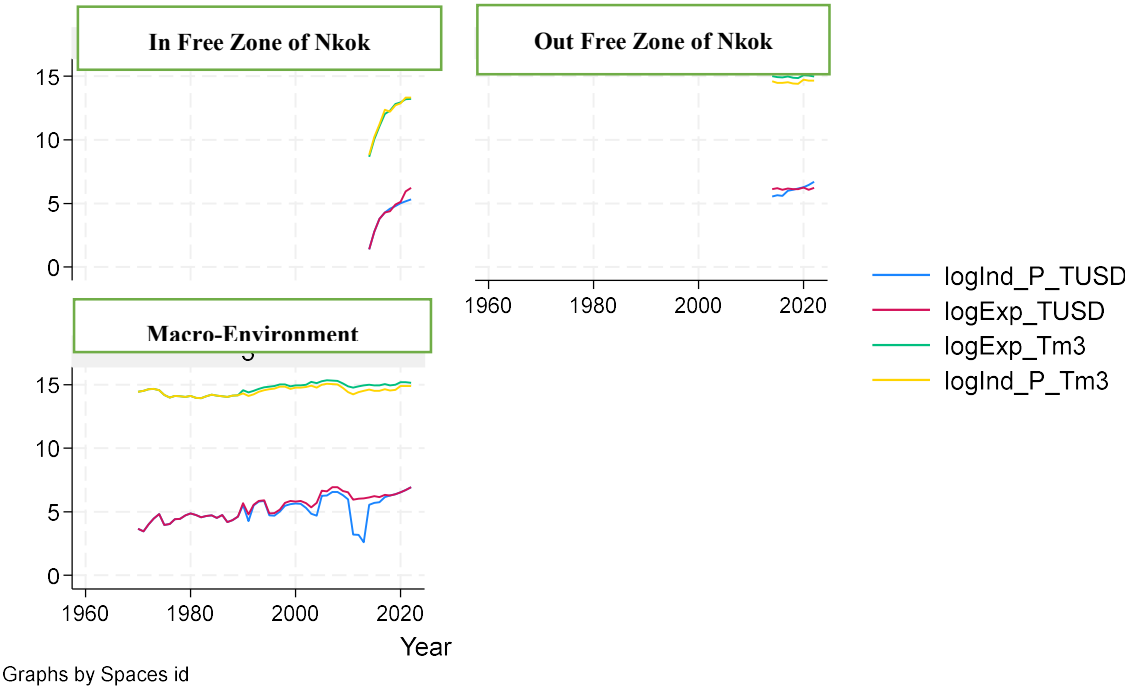 In Free Zone of Nkok
Out Free Zone of Nkok
15
10
5
0
1960
1980
2000
2020
Macro-Environment
15
10
5
0
1960
1980
2000
2020
Year
logInd_P_TUSD
logExp_TUSD
logExp_Tm3
logInd_P_Tm3
Graphs by Spaces id